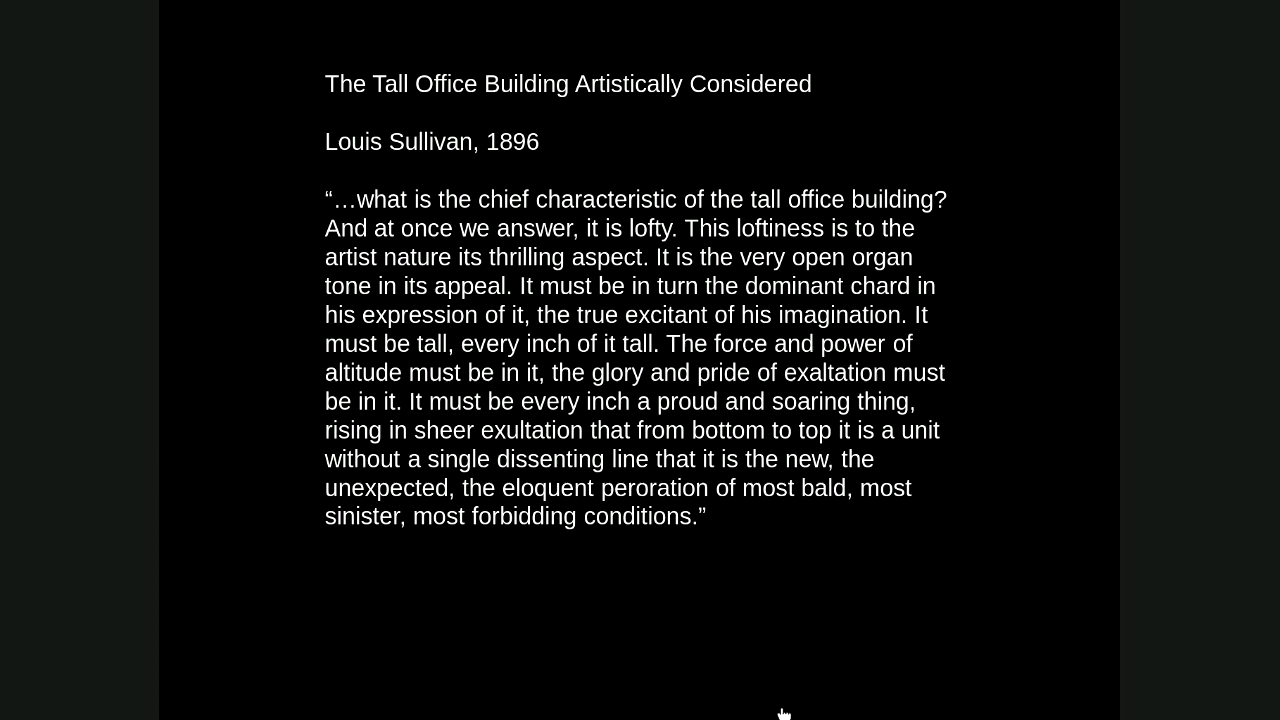 The Tall Office Building Artistically Considered
Louis Sullivan, 1896
“…what is the chief characteristic of the tall office building?
And at once we answer, it is lofty. This loftiness is to the
artist nature its thrilling aspect. It is the very open organ
tone in its appeal. It must be in turn the dominant chard in
his expression of it, the true excitant of his imagination. It
must be tall, every inch of it tall. The force and power of
altitude must be in it, the glory and pride of exaltation must
be in it. It must be every inch a proud and soaring thing,
rising in sheer exultation that from bottom to top it is a unit
without a single dissenting line that it is the new, the
unexpected, the eloquent peroration of most bald, most
sinister, most forbidding conditions.”